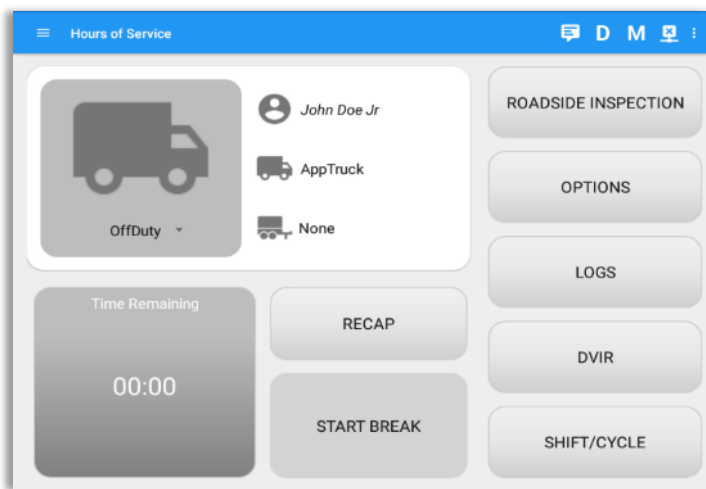 Hours of Service
D M
John Doe Jr
AppTruck
None
OffDuty
Time Remaining
00:00
RECAP
START BREAK
ROADSIDE INSPECTION
OPTIONS
LOGS
DVIR
SHIFT/CYCLE